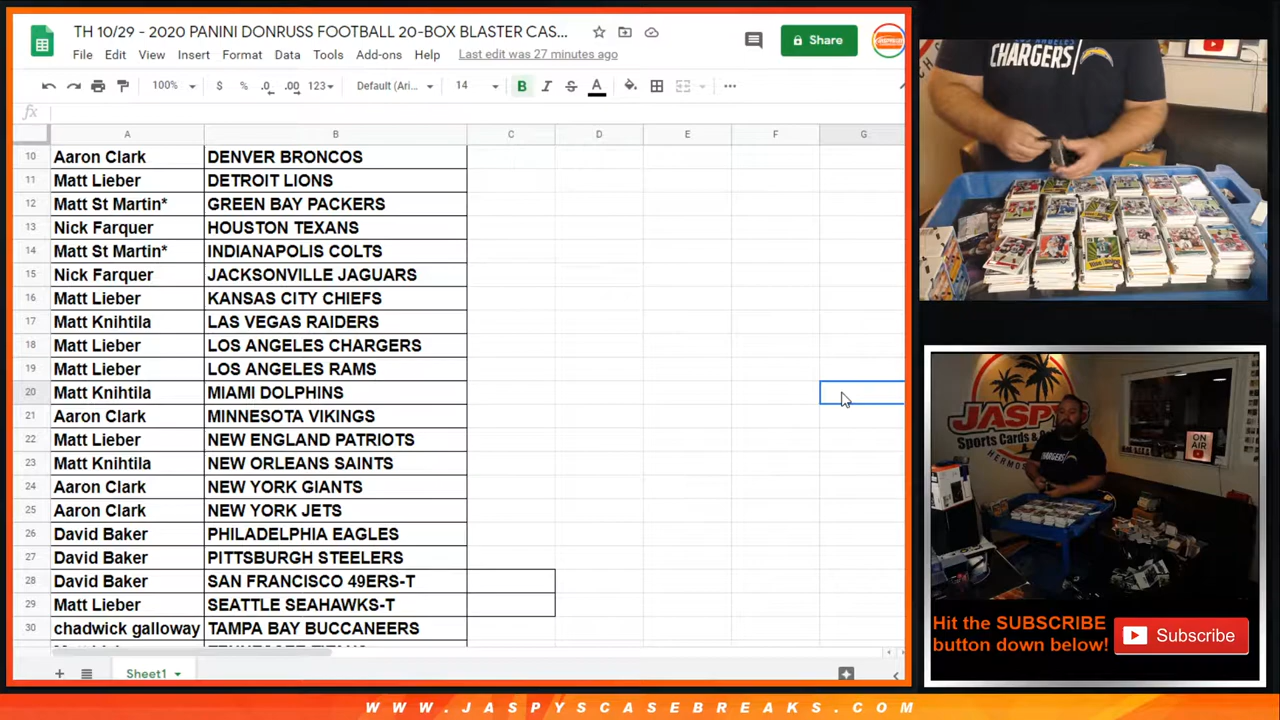 TH 10/29 - 2020 PANINI DONRUSS FOOTBALL 20-BOX BLASTER CAS...
Share
File Edit View Insert Format Data Tools Add-ons Help Last edit was 27 minutes ago
100% $ % .0 .00 123 Default (Ari... 14 B I S A
fx
A B C D E F G
10 Aaron Clark DENVER BRONCOS
11 Matt Lieber DETROIT LIONS
12 Matt St Martin* GREEN BAY PACKERS
13 Nick Farquer HOUSTON TEXANS
14 Matt St Martin* INDIANAPOLIS COLTS
15 Nick Farquer JACKSONVILLE JAGUARS
16 Matt Lieber KANSAS CITY CHIEFS
17 Matt Knihtila LAS VEGAS RAIDERS
18 Matt Lieber LOS ANGELES CHARGERS
19 Matt Lieber LOS ANGELES RAMS
20 Matt Knihtila MIAMI DOLPHINS
21 Aaron Clark MINNESOTA VIKINGS
22 Matt Lieber NEW ENGLAND PATRIOTS
23 Matt Knihtila NEW ORLEANS SAINTS
24 Aaron Clark NEW YORK GIANTS
25 Aaron Clark NEW YORK JETS
26 David Baker PHILADELPHIA EAGLES
27 David Baker PITTSBURGH STEELERS
28 David Baker SAN FRANCISCO 49ERS-T
29 Matt Lieber SEATTLE SEAHAWKS-T
30 chadwick galloway TAMPA BAY BUCCANEERS
Sheet1
LOS ANGELES
CHARGERS
JASPY'S
Sports Cards &
HERMOS
ON
AIR
CHARGERS
Hit the SUBSCRIBE
button down below!
Subscribe
WWW.JASPYSCASEBREAKS.COM